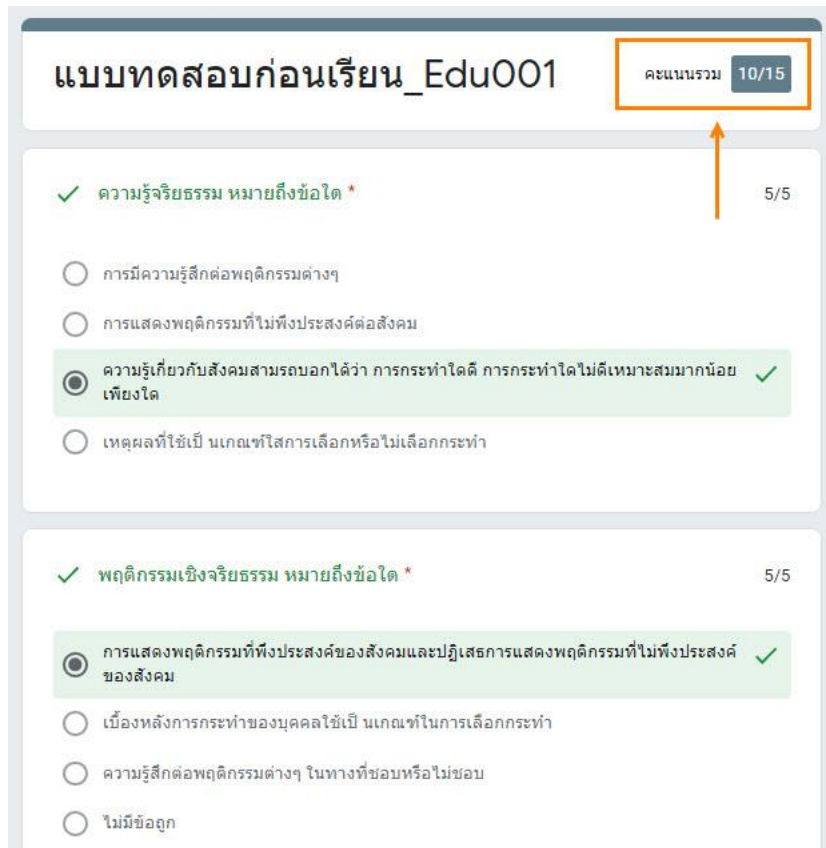 แบบทดสอบก่อนเรียน_Edu001
คะแนนรวม 10/15
ความรู้จริยธรรม หมายถึงข้อใด * 5/5
การมีความรู้สึกต่อพฤติกรรมต่างๆ
การแสดงพฤติกรรมที่ไม่พึงประสงค์ต่อสังคม
ความรู้เกี่ยวกับสังคมสามรถบอกได้ว่า การกระทำใดดี การกระทำใดไม่ดีเหมาะสมมากน้อย
เพียงใด
เหตุผลที่ใช้เป็ นเกณฑ์ใสการเลือกหรือไม่เลือกกระทำ
พฤติกรรมเชิงจริยธรรม หมายถึงข้อใด * 5/5
การแสดงพฤติกรรมที่พึงประสงค์ของสังคมและปฏิเสธการแสดงพฤติกรรมที่ไม่พึงประสงค์
ของสังคม
เบื้องหลังการกระทำของบุคคลใช้เป็ นเกณฑ์ในการเลือกกระทำ
ความรู้สึกต่อพฤติกรรมต่างๆ ในทางที่ชอบหรือไม่ชอบ
ไม่มีข้อถูก